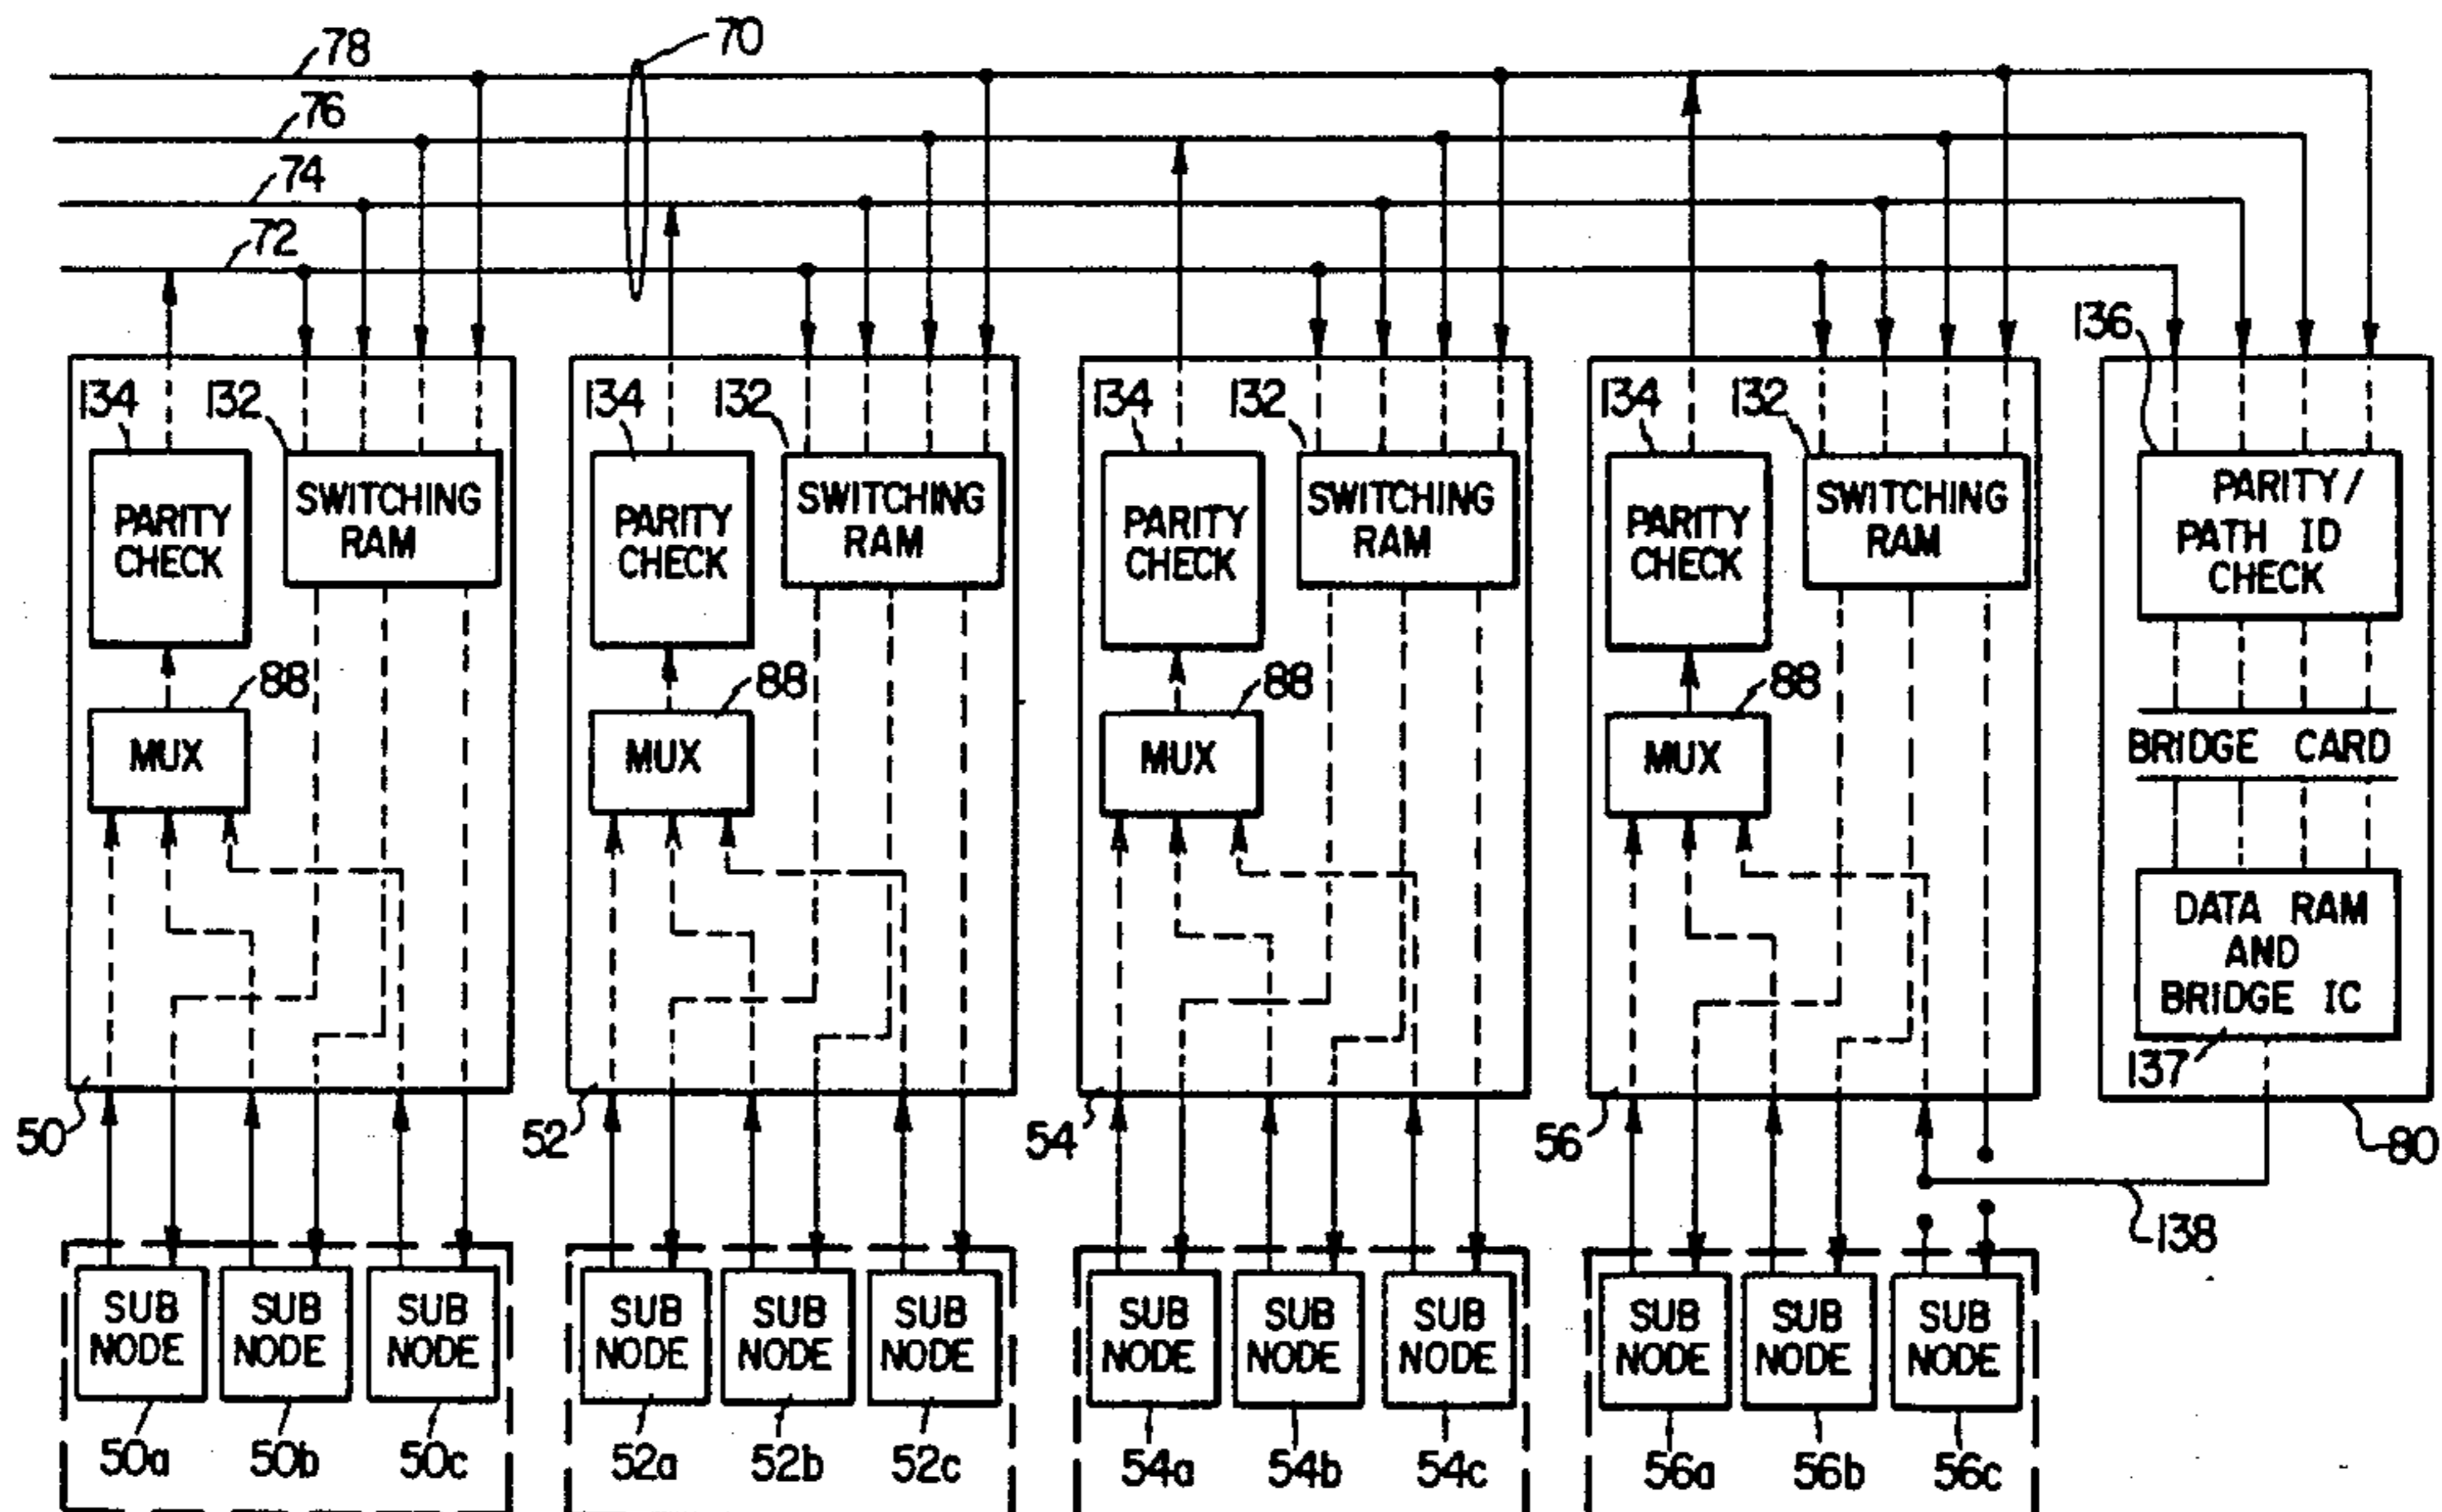 70
78
76
74
72
136
134
132
134
132
134
132
134
132
PARITY
CHECK
SWITCHING
RAM
PARITY
CHECK
SWITCHING
RAM
PARITY
CHECK
SWITCHING
RAM
PARITY
CHECK
SWITCHING
RAM
PARITY/
PATH ID
CHECK
88
88
88
88
MUX
MUX
MUX
MUX
BRIDGE CARD
DATA RAM
AND
BRIDGE IC
137
50
52
54
56
80
138
SUB
NODE
SUB
NODE
SUB
NODE
SUB
NODE
SUB
NODE
SUB
NODE
SUB
NODE
SUB
NODE
SUB
NODE
SUB
NODE
SUB
NODE
SUB
NODE
50a
50b
50c
52a
52b
52c
54a
54b
54c
56a
56b
56c